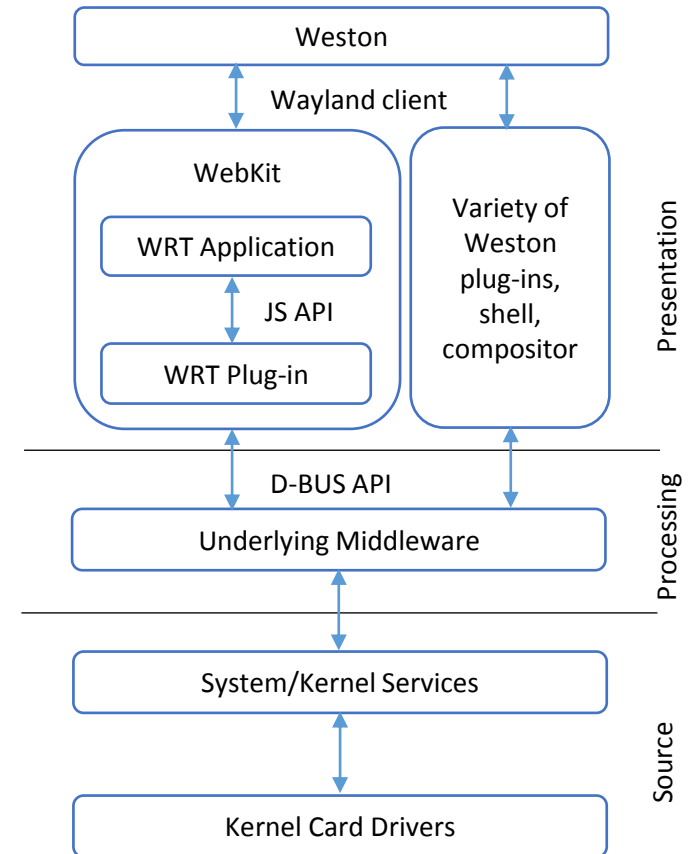 Weston
Wayland client
WebKit
WRT Application
JS API
WRT Plug-in
Variety of
Weston
plug-ins,
shell,
compositor
Presentation
D-BUS API
Underlying Middleware
Processing
System/Kernel Services
Kernel Card Drivers
Source